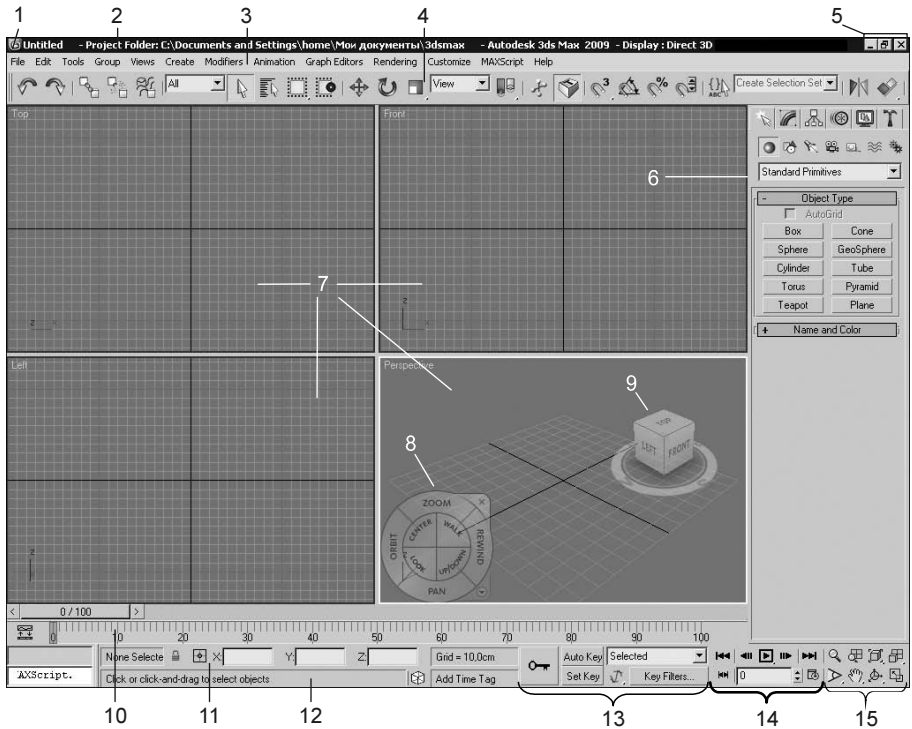 1 2 3 4 5
Untitled - Project Folder: C:\Documents and Settings\home\Мои документы\3dsmax - Autodesk 3ds Max 2009 - Display : Direct 3D
File Edit Tools Group Views Create Modifiers Animation Graph Editors Rendering Customize MAXScript Help
All View 3 % ABC Create Selection Set
Top Front
6
Standard Primitives
- Object Type
AutoGrid
Box Cone
Sphere GeoSphere
Cylinder Tube
Torus Pyramid
Teapot Plane
+ Name and Color
7
z x z x
Left Perspective
9
TOP
LEFT FRONT
8
ZOOM
CENTER WALK
ORBIT REWIND
LOOK UP/DOWN
PAN
z
< 0 / 100 >
0 10 20 30 40 50 60 70 80 90 100
None Selecte X: Y: Z: Grid = 10,0cm Auto Key Selected
AXScript. Click or click-and-drag to select objects Add Time Tag Set Key Key Filters... 0
10 11 12 13 14 15